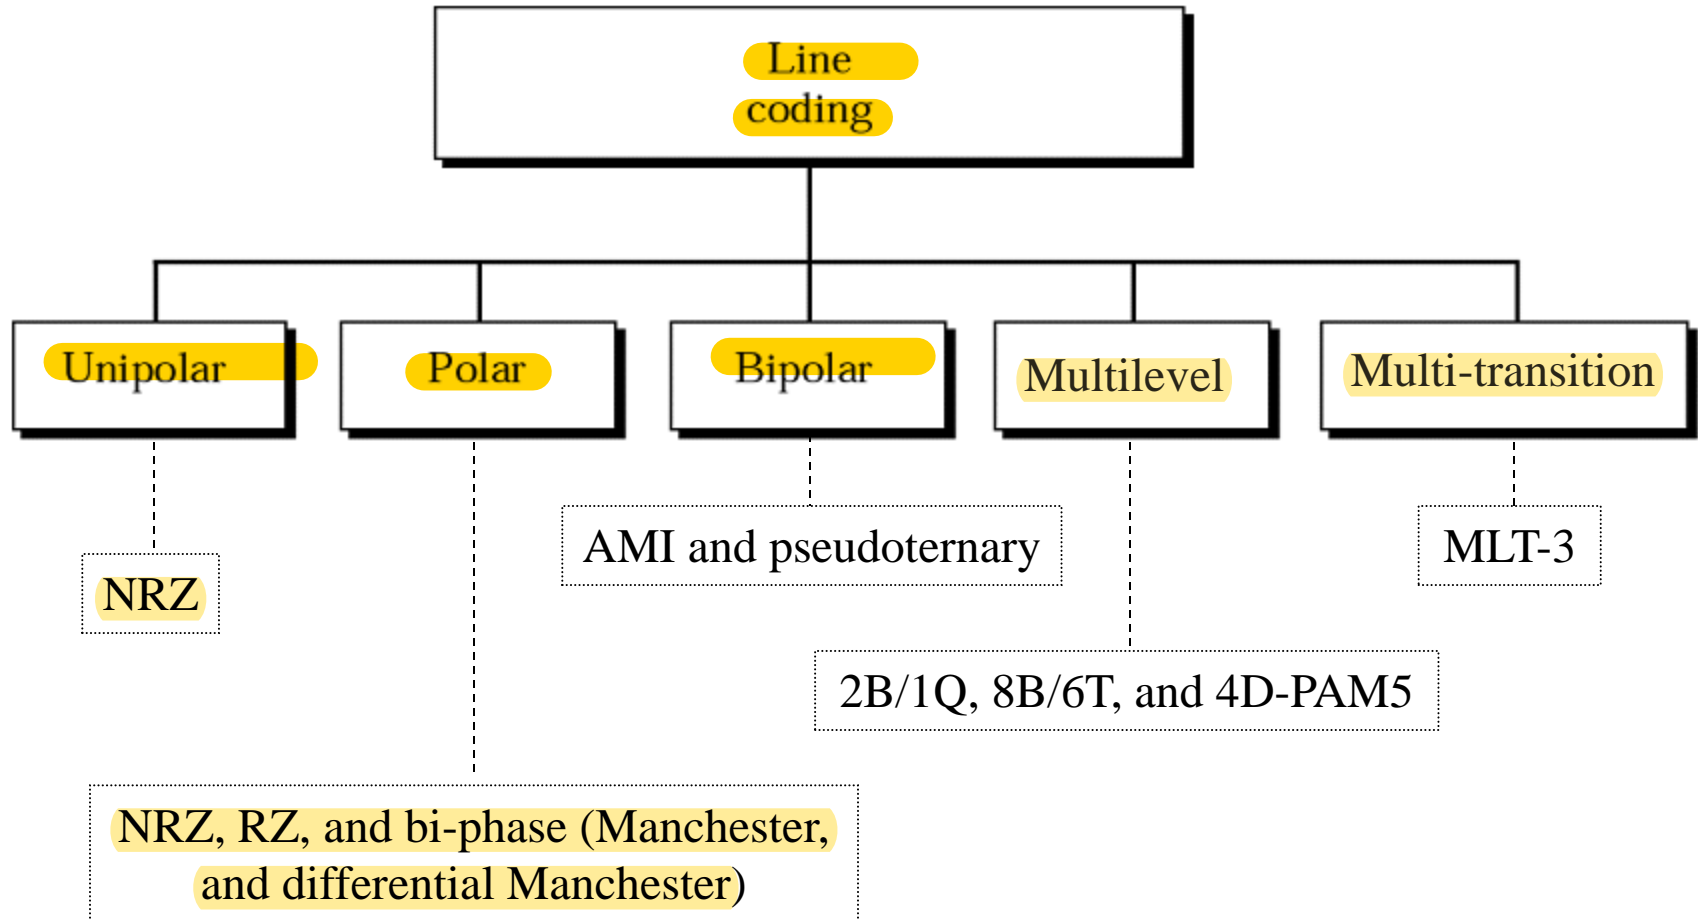 Line
coding
Unipolar
Polar
Bipolar
Multilevel
Multi-transition
NRZ
AMI and pseudoternary
MLT-3
2B/1Q, 8B/6T, and 4D-PAM5
NRZ, RZ, and bi-phase (Manchester,
and differential Manchester)